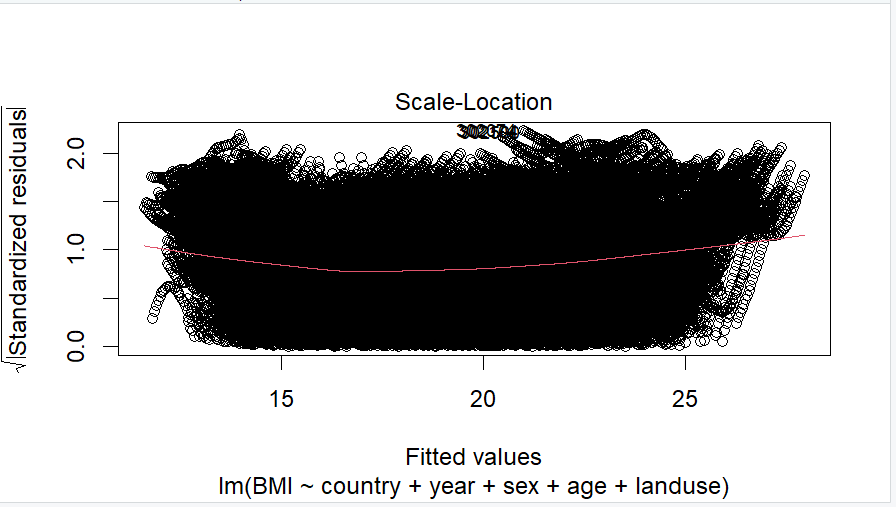 Scale-Location
√|Standardized residuals|
2.0
1.0
0.0
15 20 25
Fitted values
lm(BMI ~ country + year + sex + age + landuse)